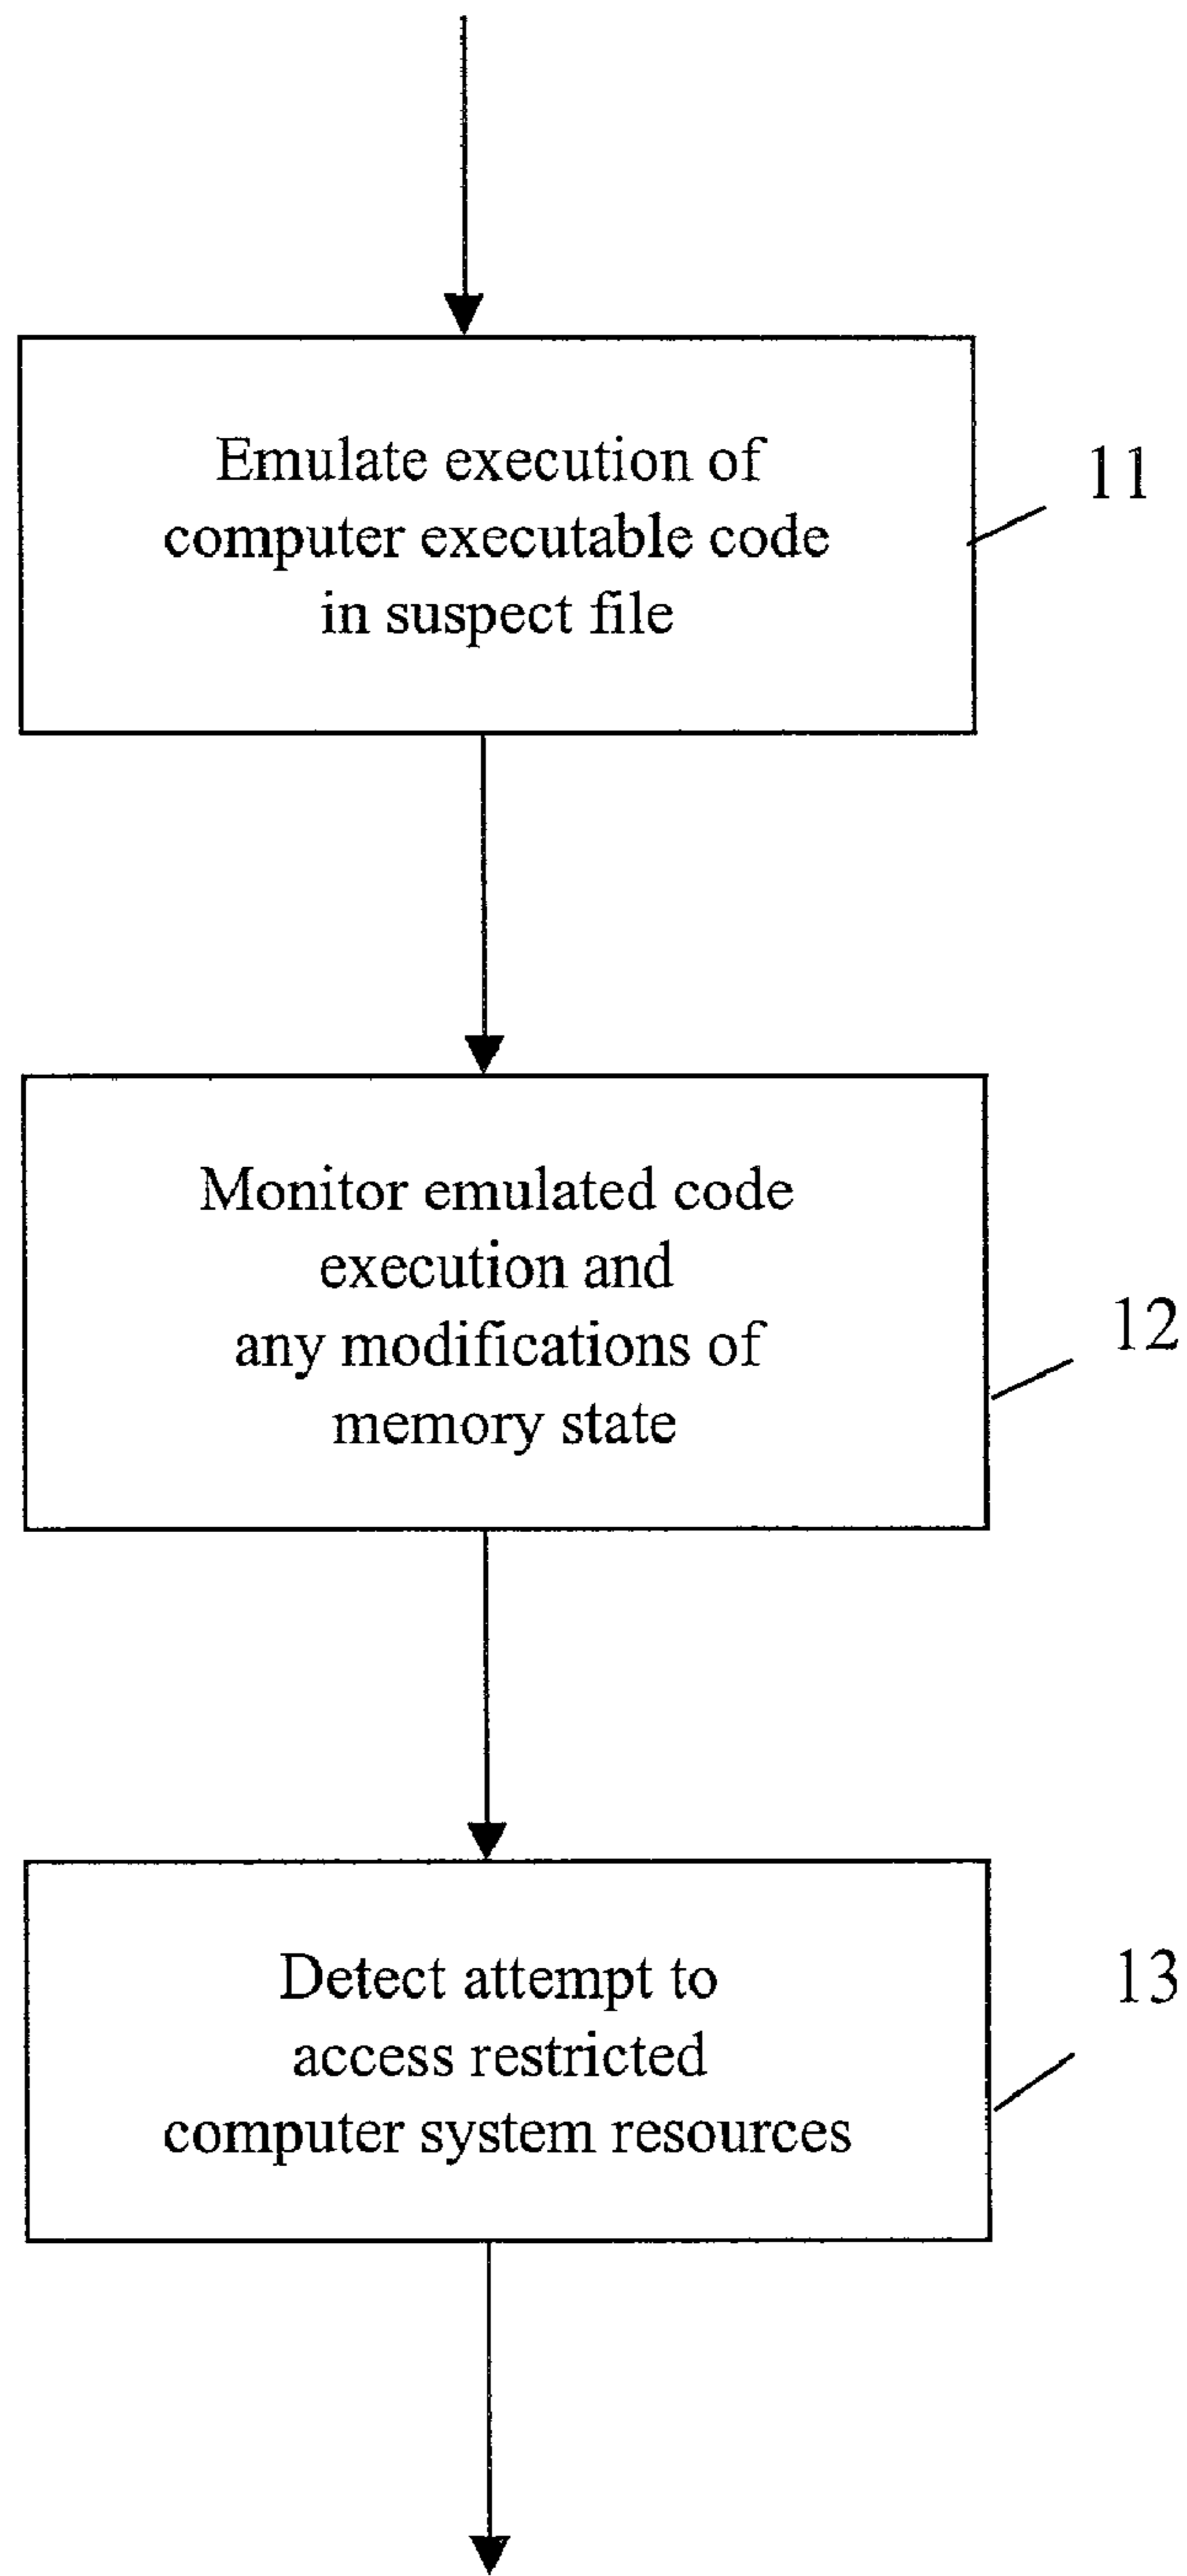 Emulate execution of
computer executable code
in suspect file
11
Monitor emulated code
execution and
any modifications of
memory state
12
Detect attempt to
access restricted
computer system resources
13